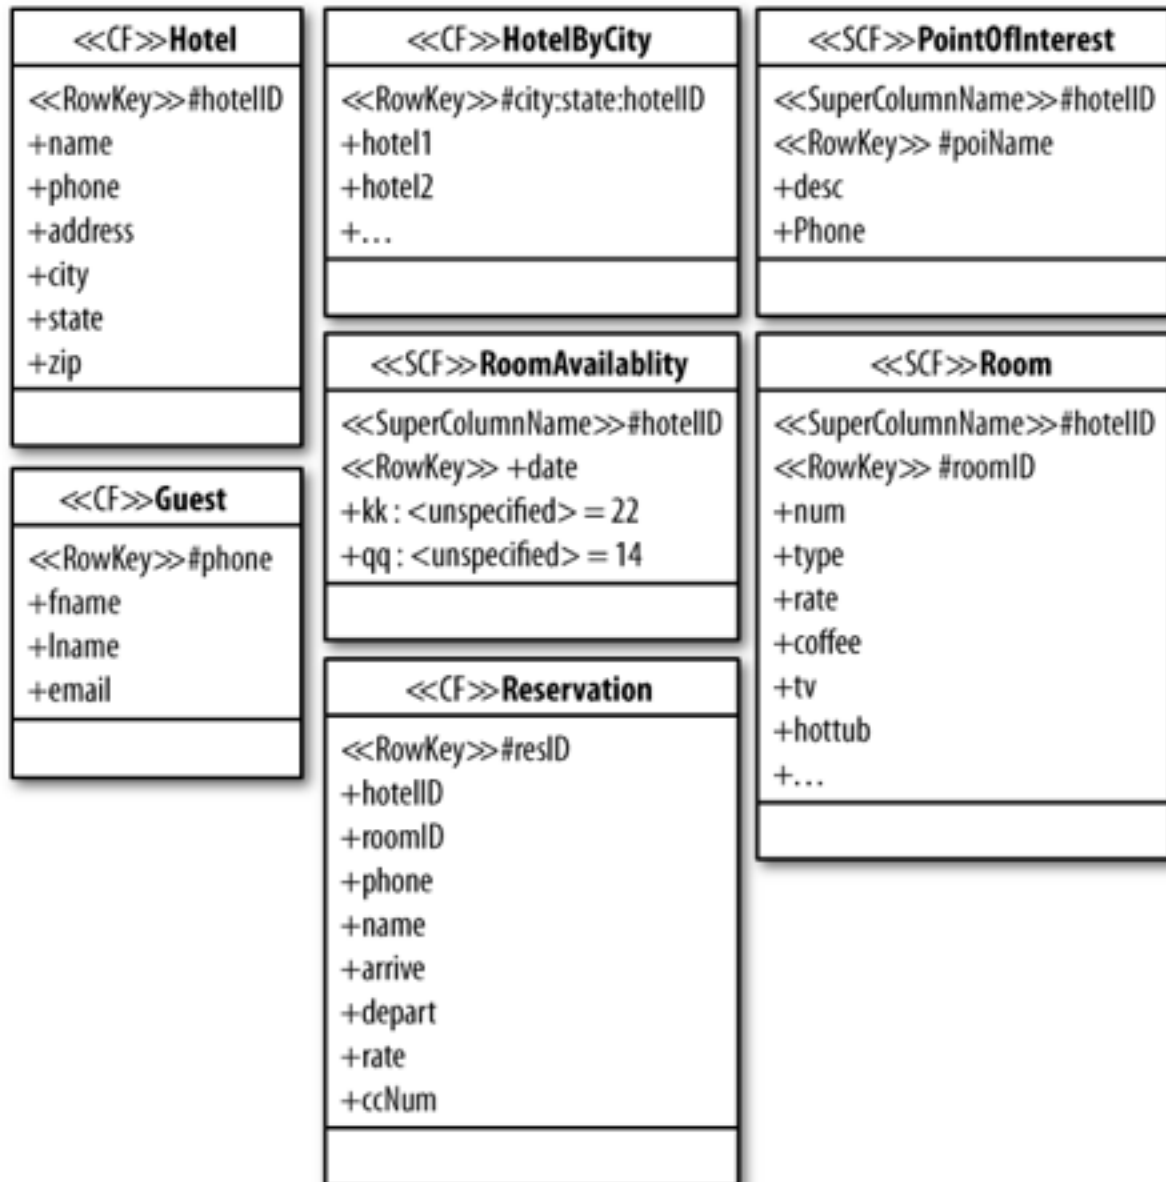 ≪CF≫Hotel
≪RowKey≫#hotelID
+name
+phone
+address
+city
+state
+zip
≪CF≫Guest
≪RowKey≫#phone
+fname
+lname
+email
≪CF≫HotelByCity
≪RowKey≫#city:state:hotelID
+hotel1
+hotel2
+…
≪SCF≫RoomAvailablity
≪SuperColumnName≫#hotelID
≪RowKey≫ +date
+kk : <unspecified> = 22
+qq : <unspecified> = 14
≪CF≫Reservation
≪RowKey≫#resID
+hotelID
+roomID
+phone
+name
+arrive
+depart
+rate
+ccNum
≪SCF≫PointOfInterest
≪SuperColumnName≫#hotelID
≪RowKey≫ #poiName
+desc
+Phone
≪SCF≫Room
≪SuperColumnName≫#hotelID
≪RowKey≫ #roomID
+num
+type
+rate
+coffee
+tv
+hottub
+…